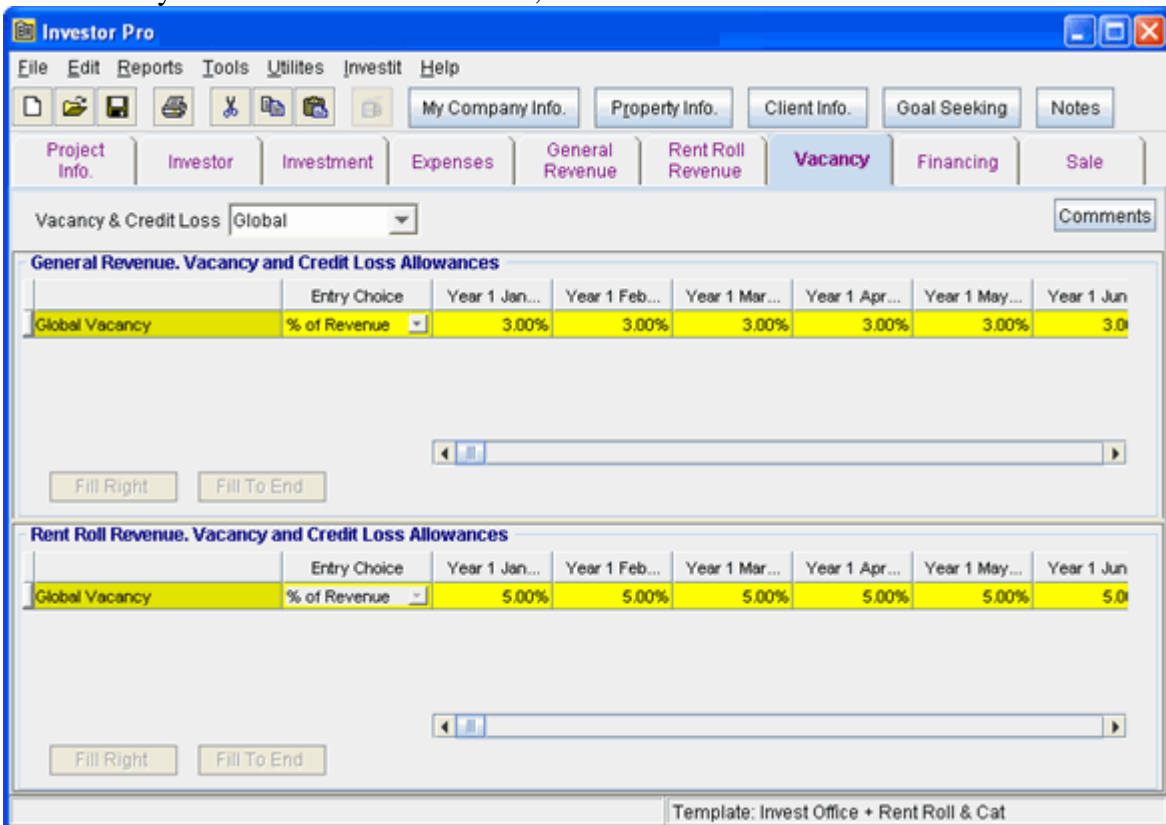 Investor Pro
File Edit Reports Tools Utilites Investit Help
My Company Info. Property Info. Client Info. Goal Seeking Notes
Project Info. Investor Investment Expenses General Revenue Rent Roll Revenue Vacancy Financing Sale
Vacancy & Credit Loss Global Comments
General Revenue. Vacancy and Credit Loss Allowances
Entry Choice Year 1 Jan... Year 1 Feb... Year 1 Mar... Year 1 Apr... Year 1 May... Year 1 Jun
Global Vacancy % of Revenue 3.00% 3.00% 3.00% 3.00% 3.00% 3.0
Fill Right Fill To End
Rent Roll Revenue. Vacancy and Credit Loss Allowances
Entry Choice Year 1 Jan... Year 1 Feb... Year 1 Mar... Year 1 Apr... Year 1 May... Year 1 Jun
Global Vacancy % of Revenue 5.00% 5.00% 5.00% 5.00% 5.00% 5.0
Fill Right Fill To End
Template: Invest Office + Rent Roll & Cat